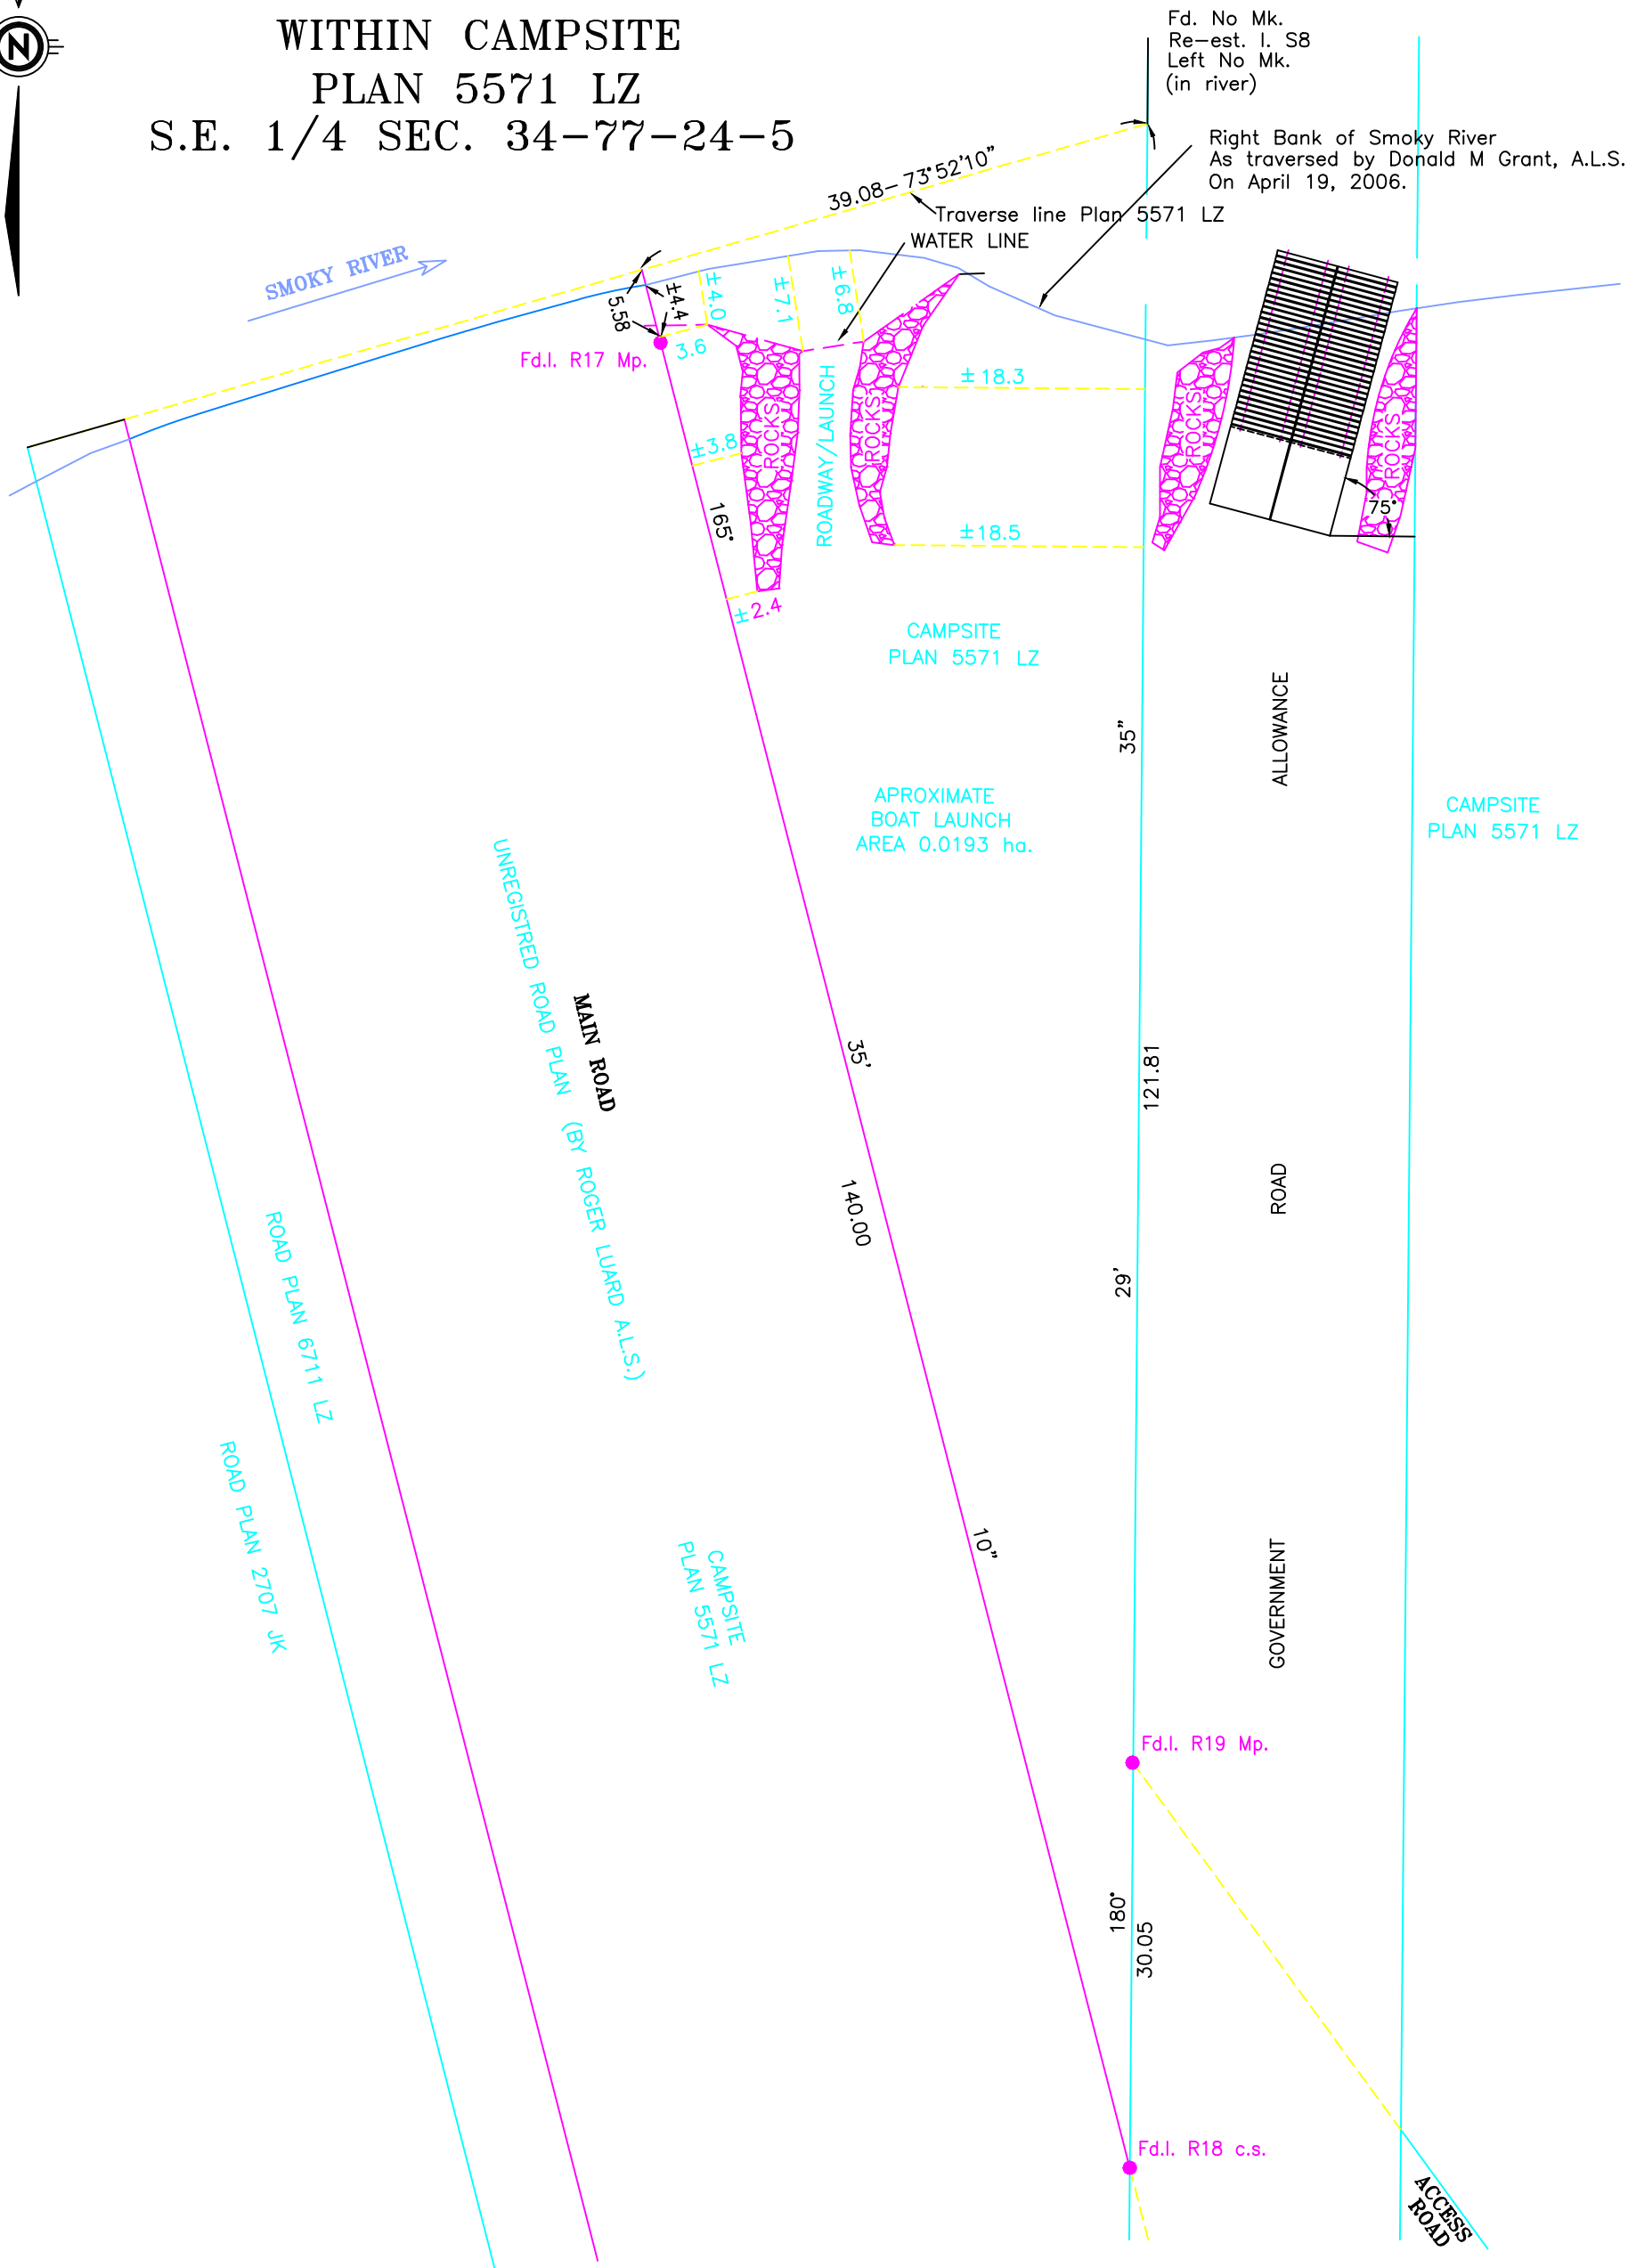 N
WITHIN CAMPSITE
PLAN 5571 LZ
S.E. 1/4 SEC. 34-77-24-5
Fd. No Mk.
Re-est. I. S8
Left No Mk.
(in river)
Right Bank of Smoky River
As traversed by Donald M Grant, A.L.S.
On April 19, 2006.
39.08- 73°52'10"
Traverse line Plan 5571 LZ
WATER LINE
SMOKY RIVER
5.58
±4.4
±4.0
±7.1
±6.8
3.6
Fd.I. R17 Mp.
±18.3
±3.8
ROCKS
ROADWAY/LAUNCH
ROCKS
ROCKS
ROCKS
75°
165°
±18.5
±2.4
CAMPSITE
PLAN 5571 LZ
35"
ALLOWANCE
APROXIMATE
BOAT LAUNCH
AREA 0.0193 ha.
CAMPSITE
PLAN 5571 LZ
UNREGISTRED ROAD PLAN (BY ROGER LUARD A.L.S.)
MAIN ROAD
35'
121.81
140.00
ROAD
29'
ROAD PLAN 6711 LZ
ROAD PLAN 2707 JK
10"
CAMPSITE
PLAN 5571 LZ
GOVERNMENT
Fd.I. R19 Mp.
180°
30.05
Fd.I. R18 c.s.
ACCESS
ROAD